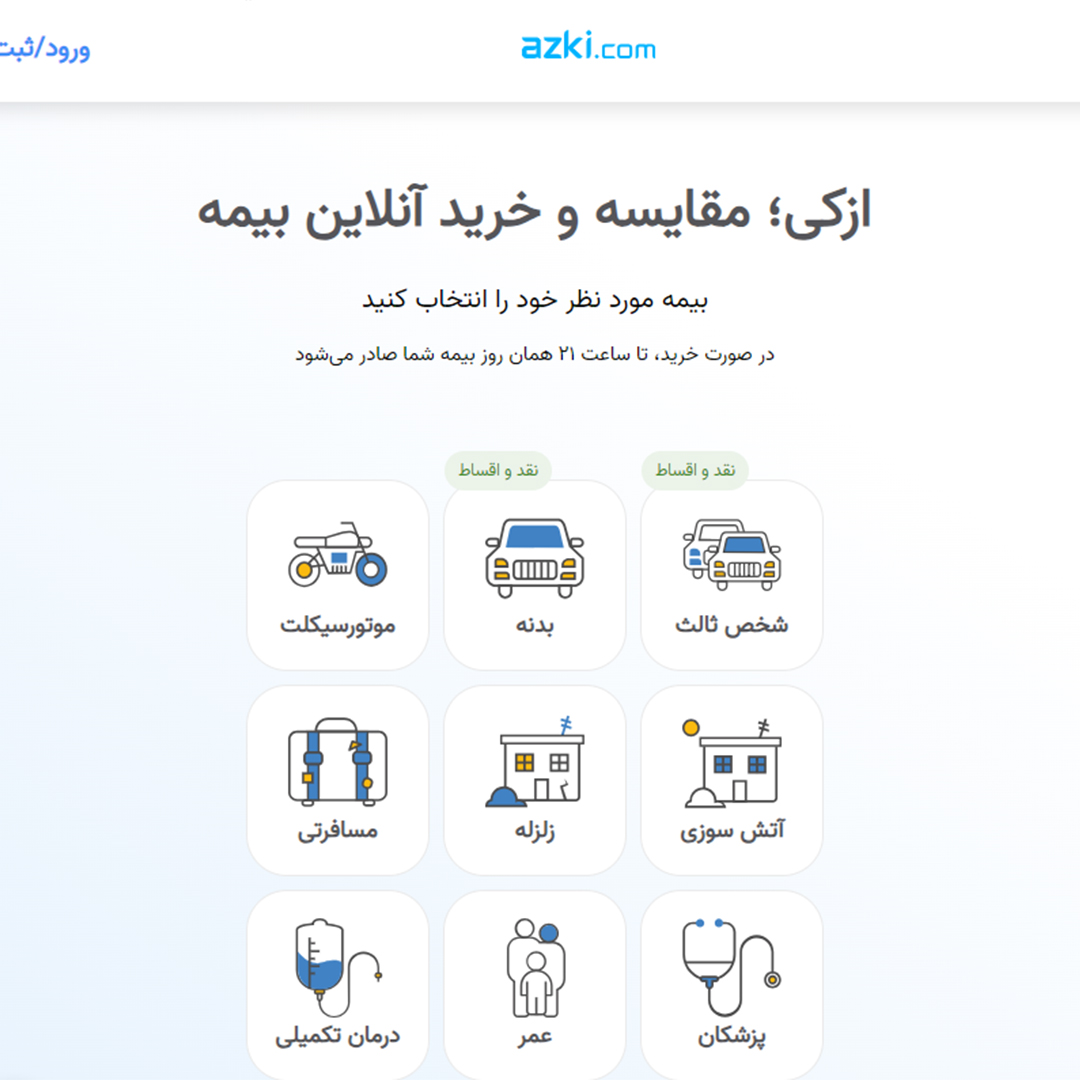 azki.com
ورود/ثبت
ازکی؛ مقایسه و خرید آنلاین بیمه
بیمه مورد نظر خود را انتخاب کنید
در صورت خرید، تا ساعت ۲۱ همان روز بیمه شما صادر می‌شود
نقد و اقساط
نقد و اقساط
شخص ثالث
بدنه
موتورسیکلت
آتش سوزی
زلزله
مسافرتی
پزشکان
عمر
درمان تکمیلی